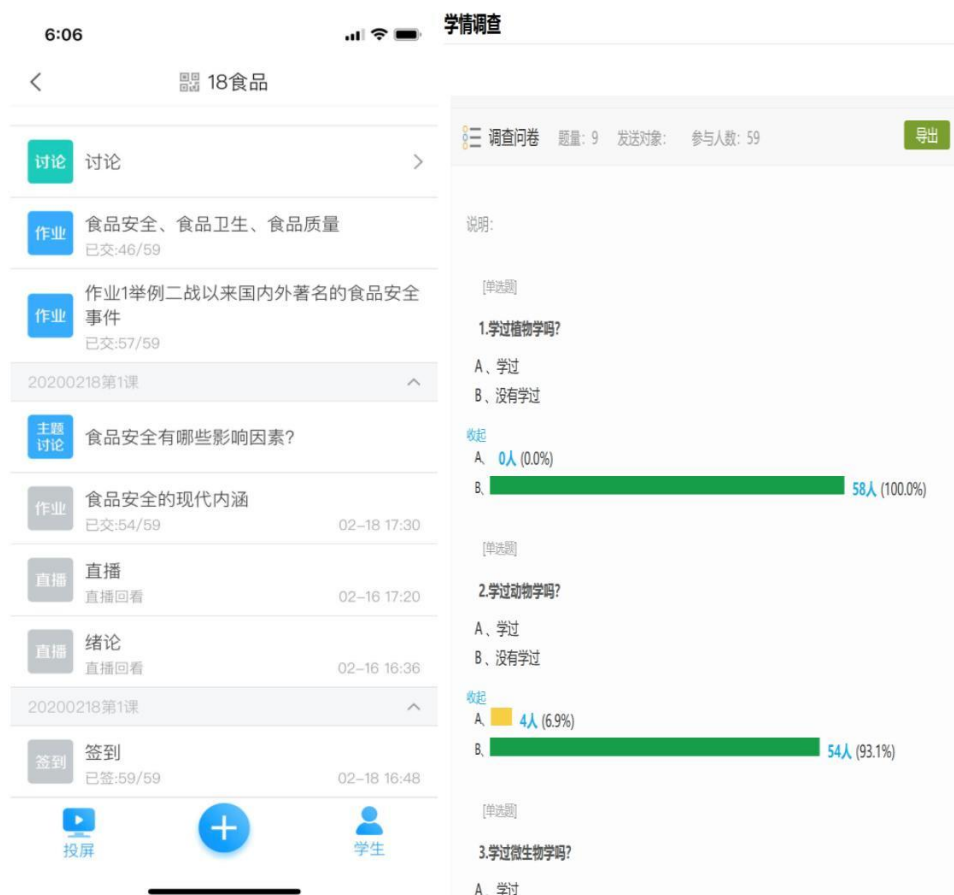 6:06
18食品
讨论 讨论
作业 食品安全、食品卫生、食品质量
已交:46/59
作业 作业1举例二战以来国内外著名的食品安全
事件
已交:57/59
20200218第1课
主题
讨论 食品安全有哪些影响因素?
作业 食品安全的现代内涵
已交:54/59 02-18 17:30
直播 直播
直播回看 02-16 17:20
直播 绪论
直播回看 02-16 16:36
20200218第1课
签到 签到
已签:59/59 02-18 16:48
投屏 学生
学情调查
调查问卷 题量: 9 发送对象: 参与人数: 59 导出
说明:
[单选题]
1.学过植物学吗?
A、学过
B、没有学过
收起
A、 0人 (0.0%)
B、 58人 (100.0%)
[单选题]
2.学过动物学吗?
A、学过
B、没有学过
收起
A、 4人 (6.9%)
B、 54人 (93.1%)
[单选题]
3.学过微生物学吗?
A、学过